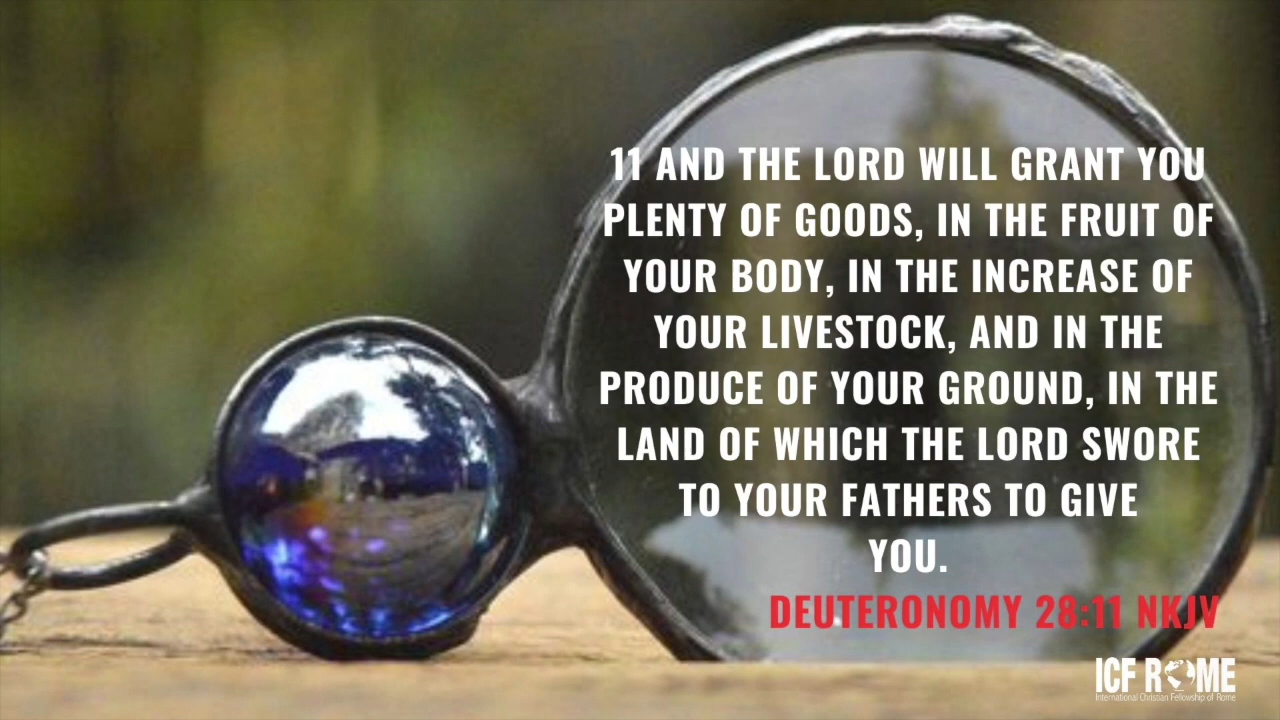 11 AND THE LORD WILL GRANT YOU
PLENTY OF GOODS, IN THE FRUIT OF
YOUR BODY, IN THE INCREASE OF
YOUR LIVESTOCK, AND IN THE
PRODUCE OF YOUR GROUND, IN THE
LAND OF WHICH THE LORD SWORE
TO YOUR FATHERS TO GIVE
YOU.
DEUTERONOMY 28:11 NKJV
ICF ROME
International Christian Fellowship of Rome